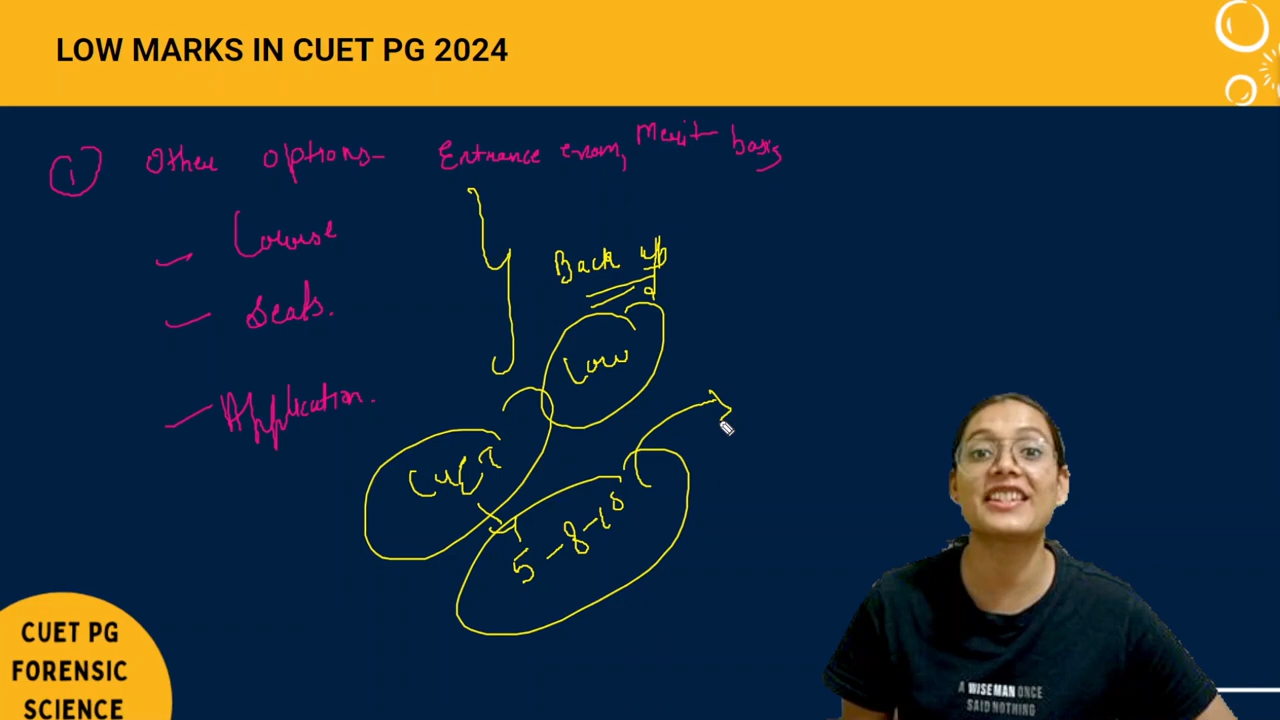 LOW MARKS IN CUET PG 2024
① Other options- Entrance exam, Merit basis
Course
Seats.
Application.
Back up
Low
CUET
5-8-10
CUET PG
FORENSIC
SCIENCE
A WISE MAN ONCE
SAID NOTHING